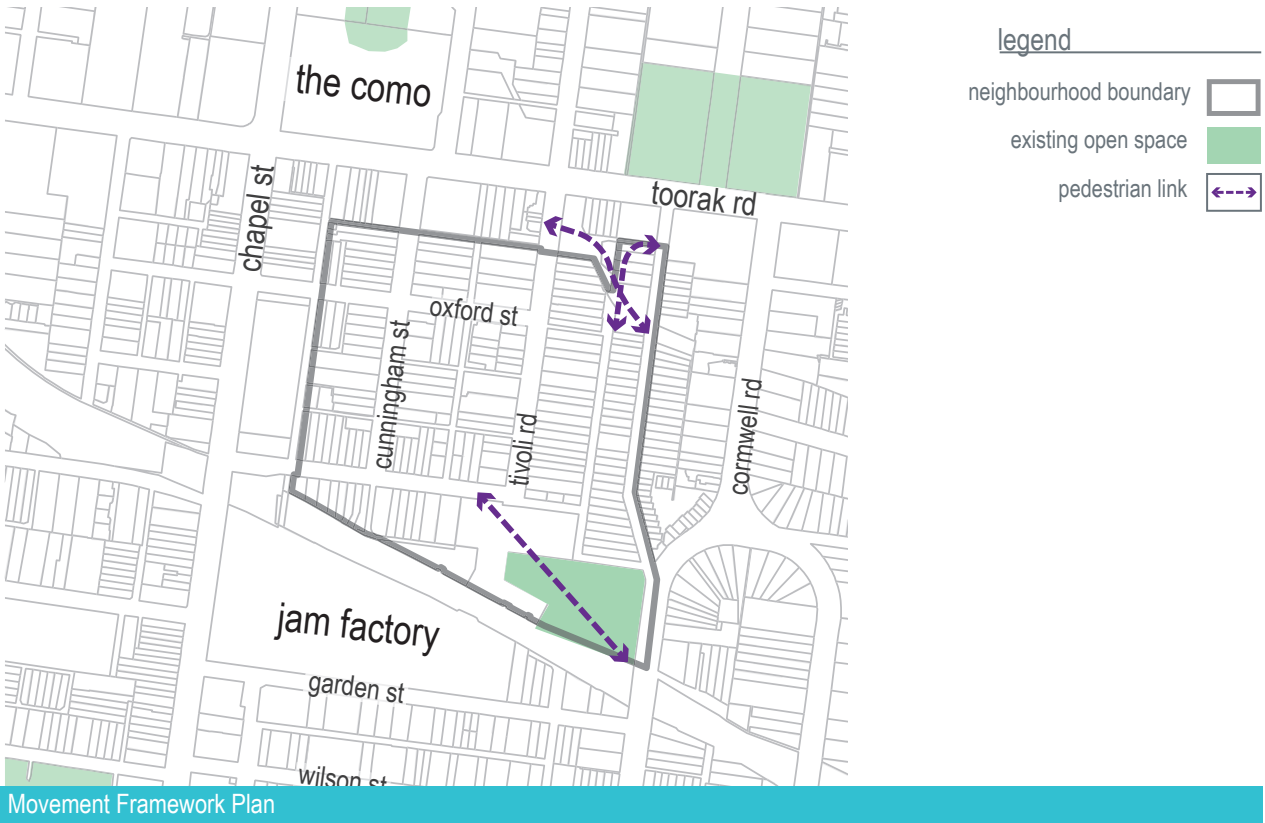 the como
chapel st
toorak rd
oxford st
cunningham st
tivoli rd
cormwell rd
jam factory
garden st
wilson st
legend
neighbourhood boundary
existing open space
pedestrian link
Movement Framework Plan